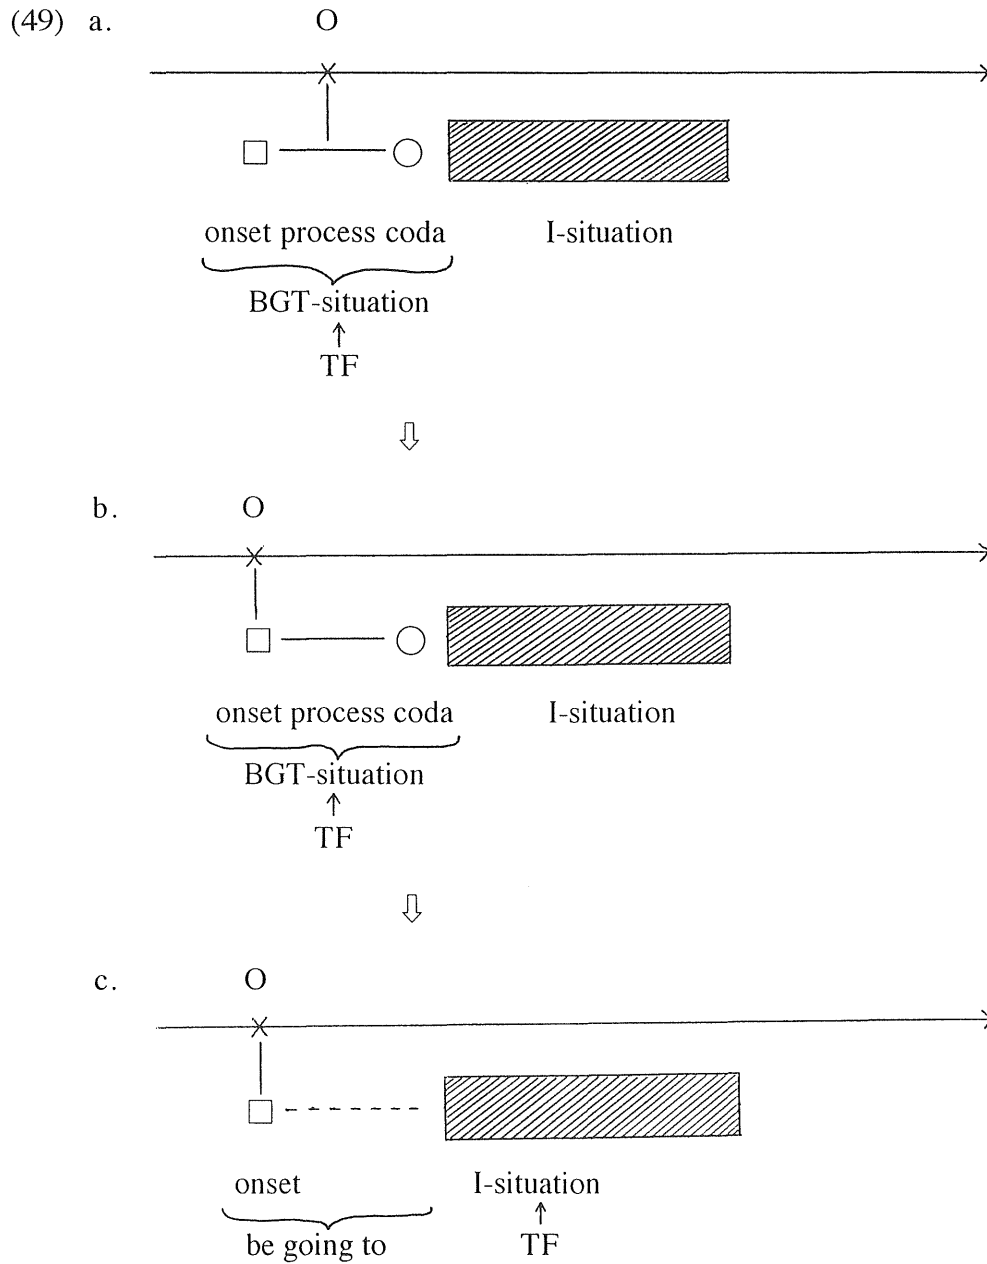 (49) a. O
onset process coda I-situation
BGT-situation
TF
b. O
onset process coda I-situation
BGT-situation
TF
c. O
onset I-situation
be going to TF